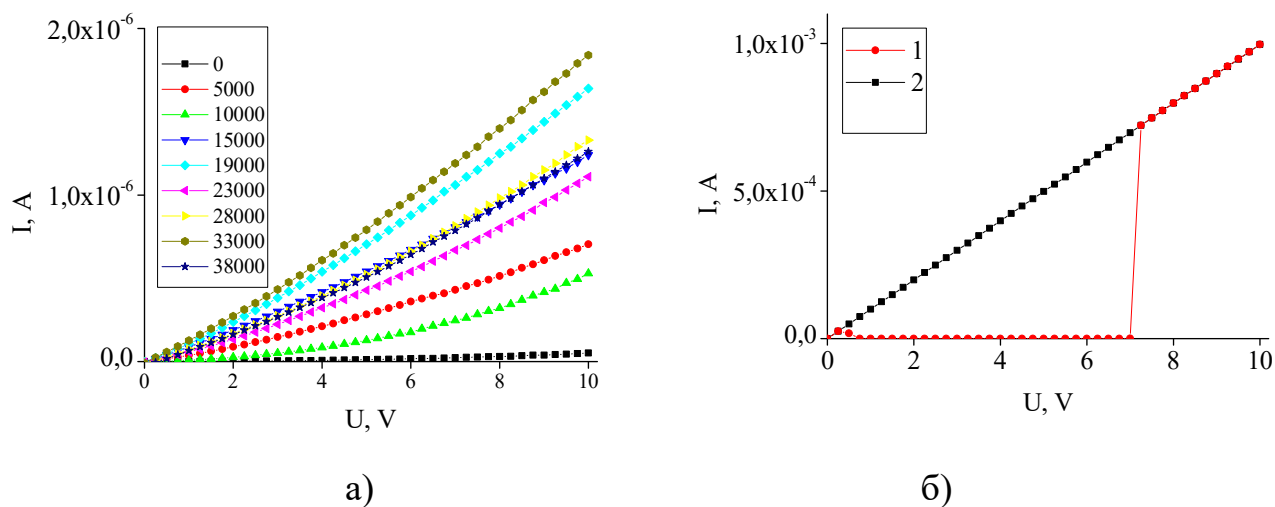 2,0x10⁻⁶
1,0x10⁻⁶
0,0
I, A
0
5000
10000
15000
19000
23000
28000
33000
38000
0 2 4 6 8 10
U, V
а)
1,0x10⁻³
5,0x10⁻⁴
0,0
I, A
1
2
0 2 4 6 8 10
U, V
б)